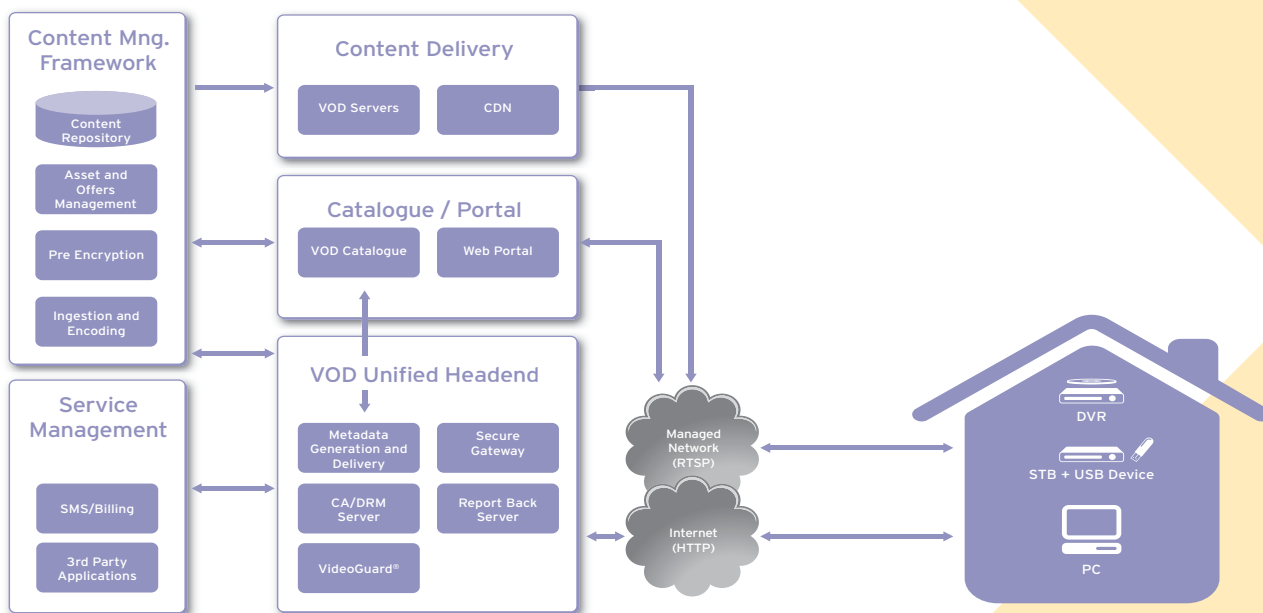 Content Mng.
Framework
Content
Repository
Asset and
Offers
Management
Pre Encryption
Ingestion and
Encoding
Service
Management
SMS/Billing
3rd Party
Applications
Content Delivery
VOD Servers
CDN
Catalogue / Portal
VOD Catalogue
Web Portal
VOD Unified Headend
Metadata
Generation and
Delivery
Secure
Gateway
CA/DRM
Server
Report Back
Server
VideoGuard®
Managed
Network
(RTSP)
Internet
(HTTP)
DVR
STB + USB Device
PC